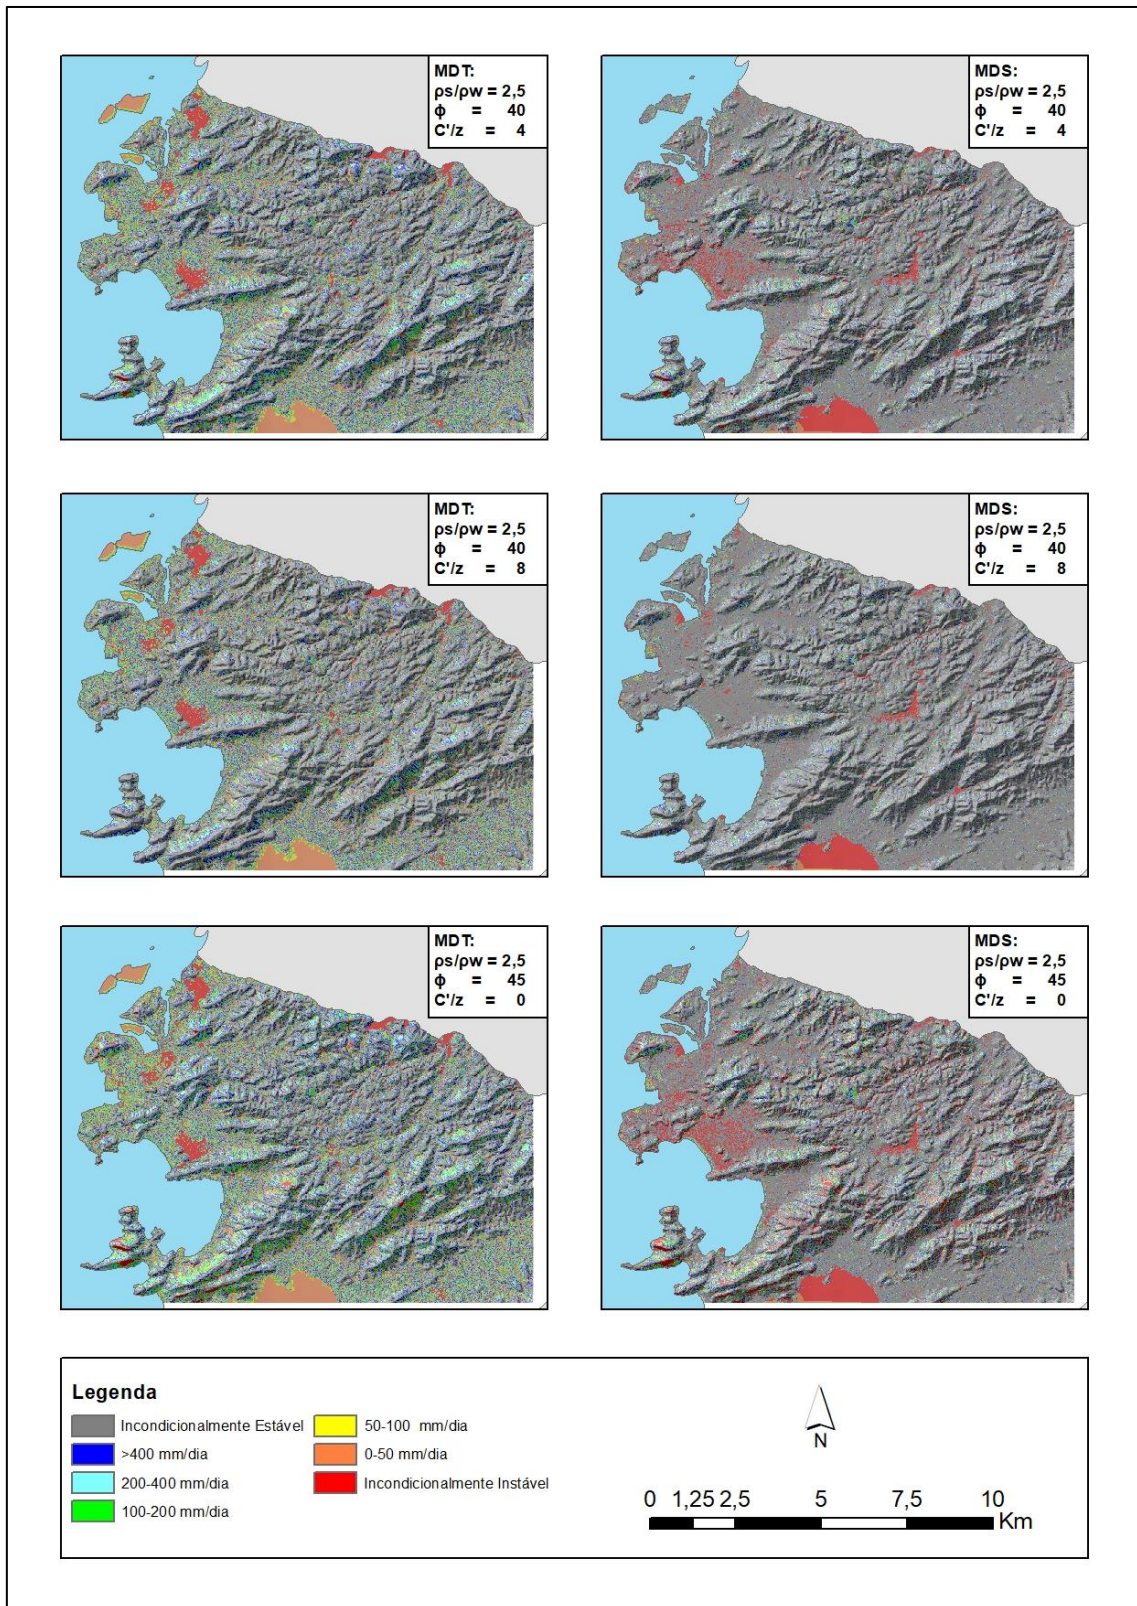 MDT:
ρs/ρw = 2,5
ϕ = 40
C'/z = 4
MDS:
ρs/ρw = 2,5
ϕ = 40
C'/z = 4
MDT:
ρs/ρw = 2,5
ϕ = 40
C'/z = 8
MDS:
ρs/ρw = 2,5
ϕ = 40
C'/z = 8
MDT:
ρs/ρw = 2,5
ϕ = 45
C'/z = 0
MDS:
ρs/ρw = 2,5
ϕ = 45
C'/z = 0
Legenda
Incondicionalmente Estável
>400 mm/dia
200-400 mm/dia
100-200 mm/dia
50-100 mm/dia
0-50 mm/dia
Incondicionalmente Instável
N
0 1,25 2,5 5 7,5 10
Km